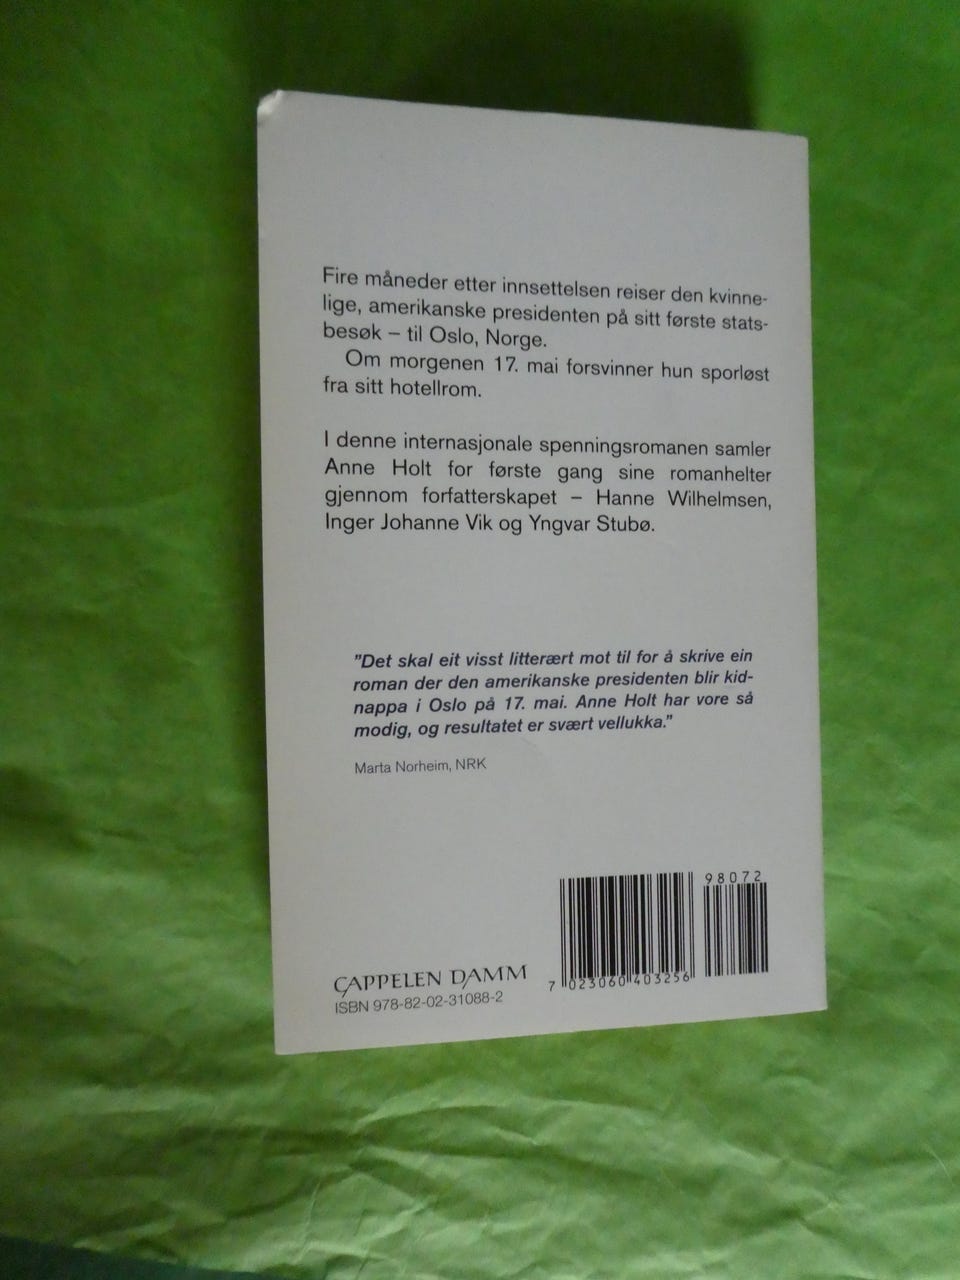 Fire måneder etter innsettelsen reiser den kvinne-
lige, amerikanske presidenten på sitt første stats-
besøk – til Oslo, Norge.
Om morgenen 17. mai forsvinner hun sporløst
fra sitt hotellrom.
I denne internasjonale spenningsromanen samler
Anne Holt for første gang sine romanhelter
gjennom forfatterskapet – Hanne Wilhelmsen,
Inger Johanne Vik og Yngvar Stubø.
"Det skal eit visst litterært mot til for å skrive ein
roman der den amerikanske presidenten blir kid-
nappa i Oslo på 17. mai. Anne Holt har vore så
modig, og resultatet er svært vellukka."
Marta Norheim, NRK
98072
7 023060 403256
CAPPELEN DAMM
ISBN 978-82-02-31088-2